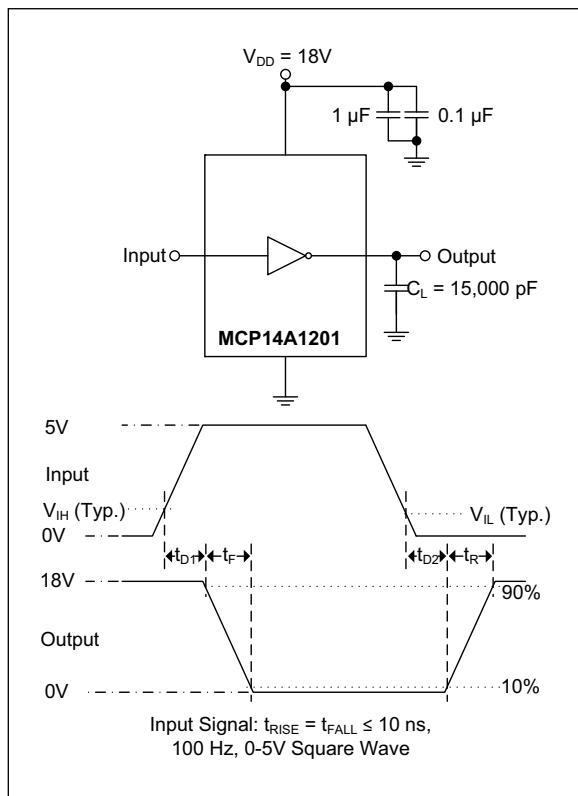 V_DD = 18V
1 µF 0.1 µF
Input Output
C_L = 15,000 pF
MCP14A1201
5V
Input
V_IH (Typ.) V_IL (Typ.)
0V
t_D1 t_F t_D2 t_R
18V 90%
Output
0V 10%
Input Signal: t_RISE = t_FALL ≤ 10 ns,
100 Hz, 0-5V Square Wave